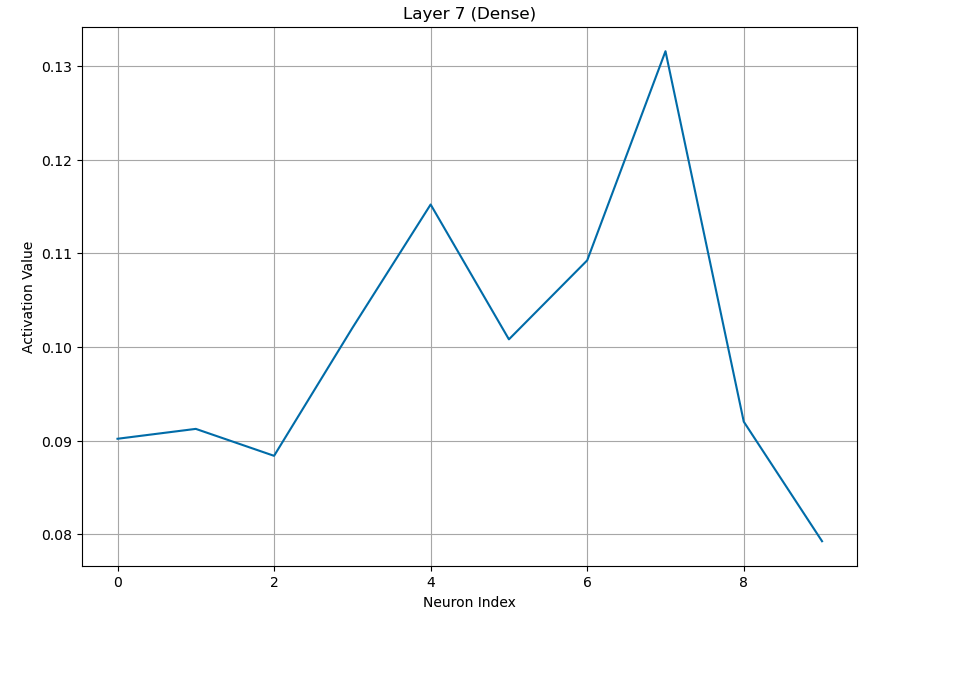 Layer 7 (Dense)
0.13
0.12
0.11
0.10
0.09
0.08
Activation Value
0 2 4 6 8
Neuron Index